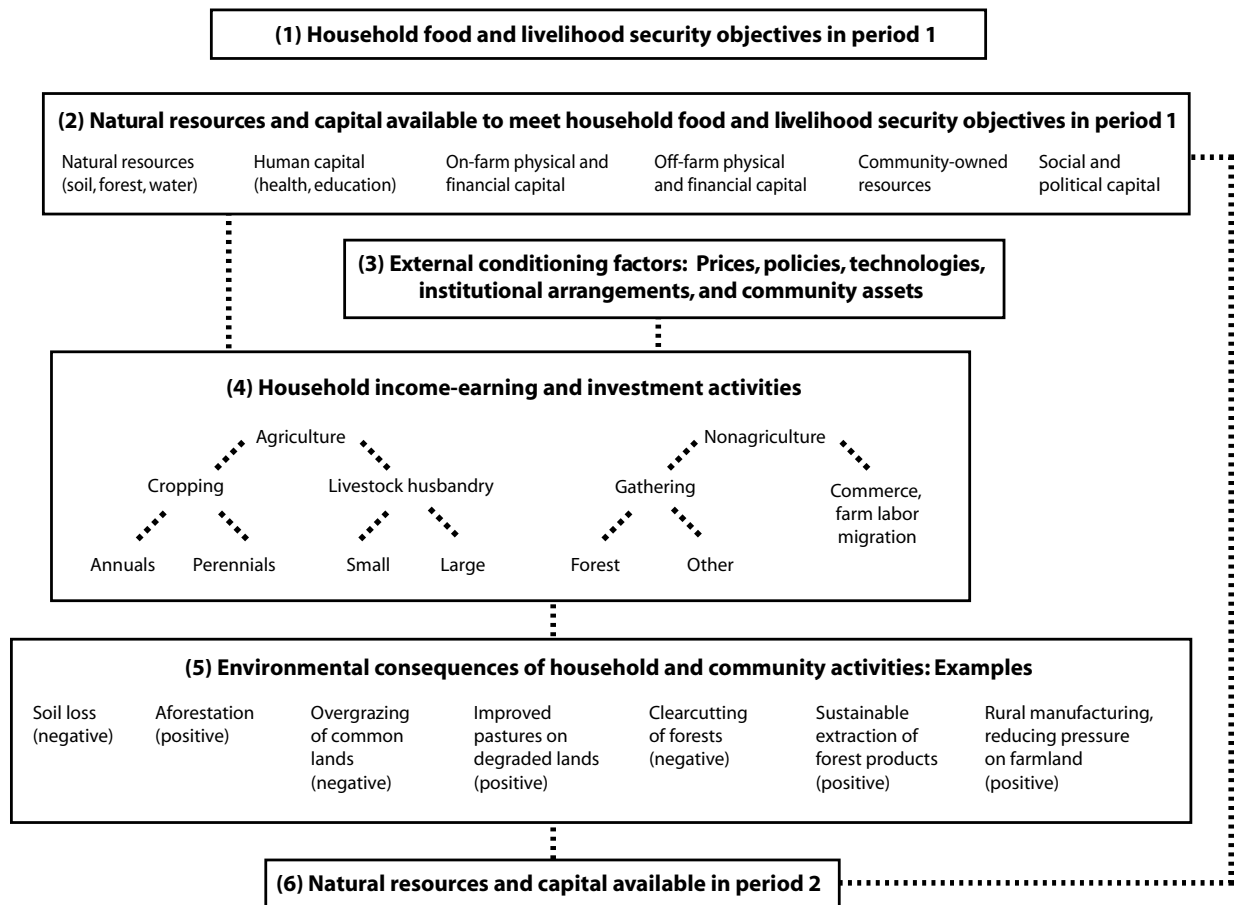 (1) Household food and livelihood security objectives in period 1
(2) Natural resources and capital available to meet household food and livelihood security objectives in period 1
Natural resources
(soil, forest, water)
Human capital
(health, education)
On-farm physical and
financial capital
Off-farm physical
and financial capital
Community-owned
resources
Social and
political capital
(3) External conditioning factors: Prices, policies, technologies,
institutional arrangements, and community assets
(4) Household income-earning and investment activities
Agriculture
Nonagriculture
Cropping
Livestock husbandry
Gathering
Commerce,
farm labor
migration
Annuals
Perennials
Small
Large
Forest
Other
(5) Environmental consequences of household and community activities: Examples
Soil loss
(negative)
Aforestation
(positive)
Overgrazing
of common
lands
(negative)
Improved
pastures on
degraded lands
(positive)
Clearcutting
of forests
(negative)
Sustainable
extraction of
forest products
(positive)
Rural manufacturing,
reducing pressure
on farmland
(positive)
(6) Natural resources and capital available in period 2